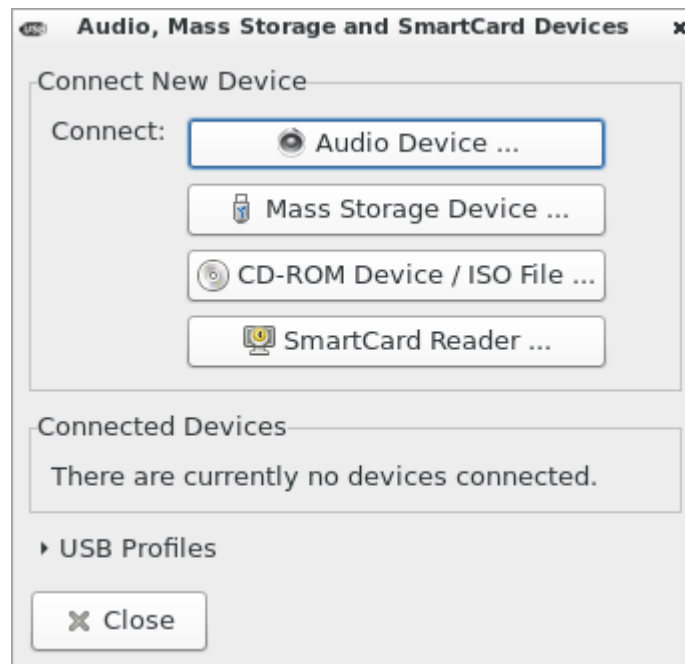 Audio, Mass Storage and SmartCard Devices
Connect New Device
Connect:
Audio Device ...
Mass Storage Device ...
CD-ROM Device / ISO File ...
SmartCard Reader ...
Connected Devices
There are currently no devices connected.
USB Profiles
Close